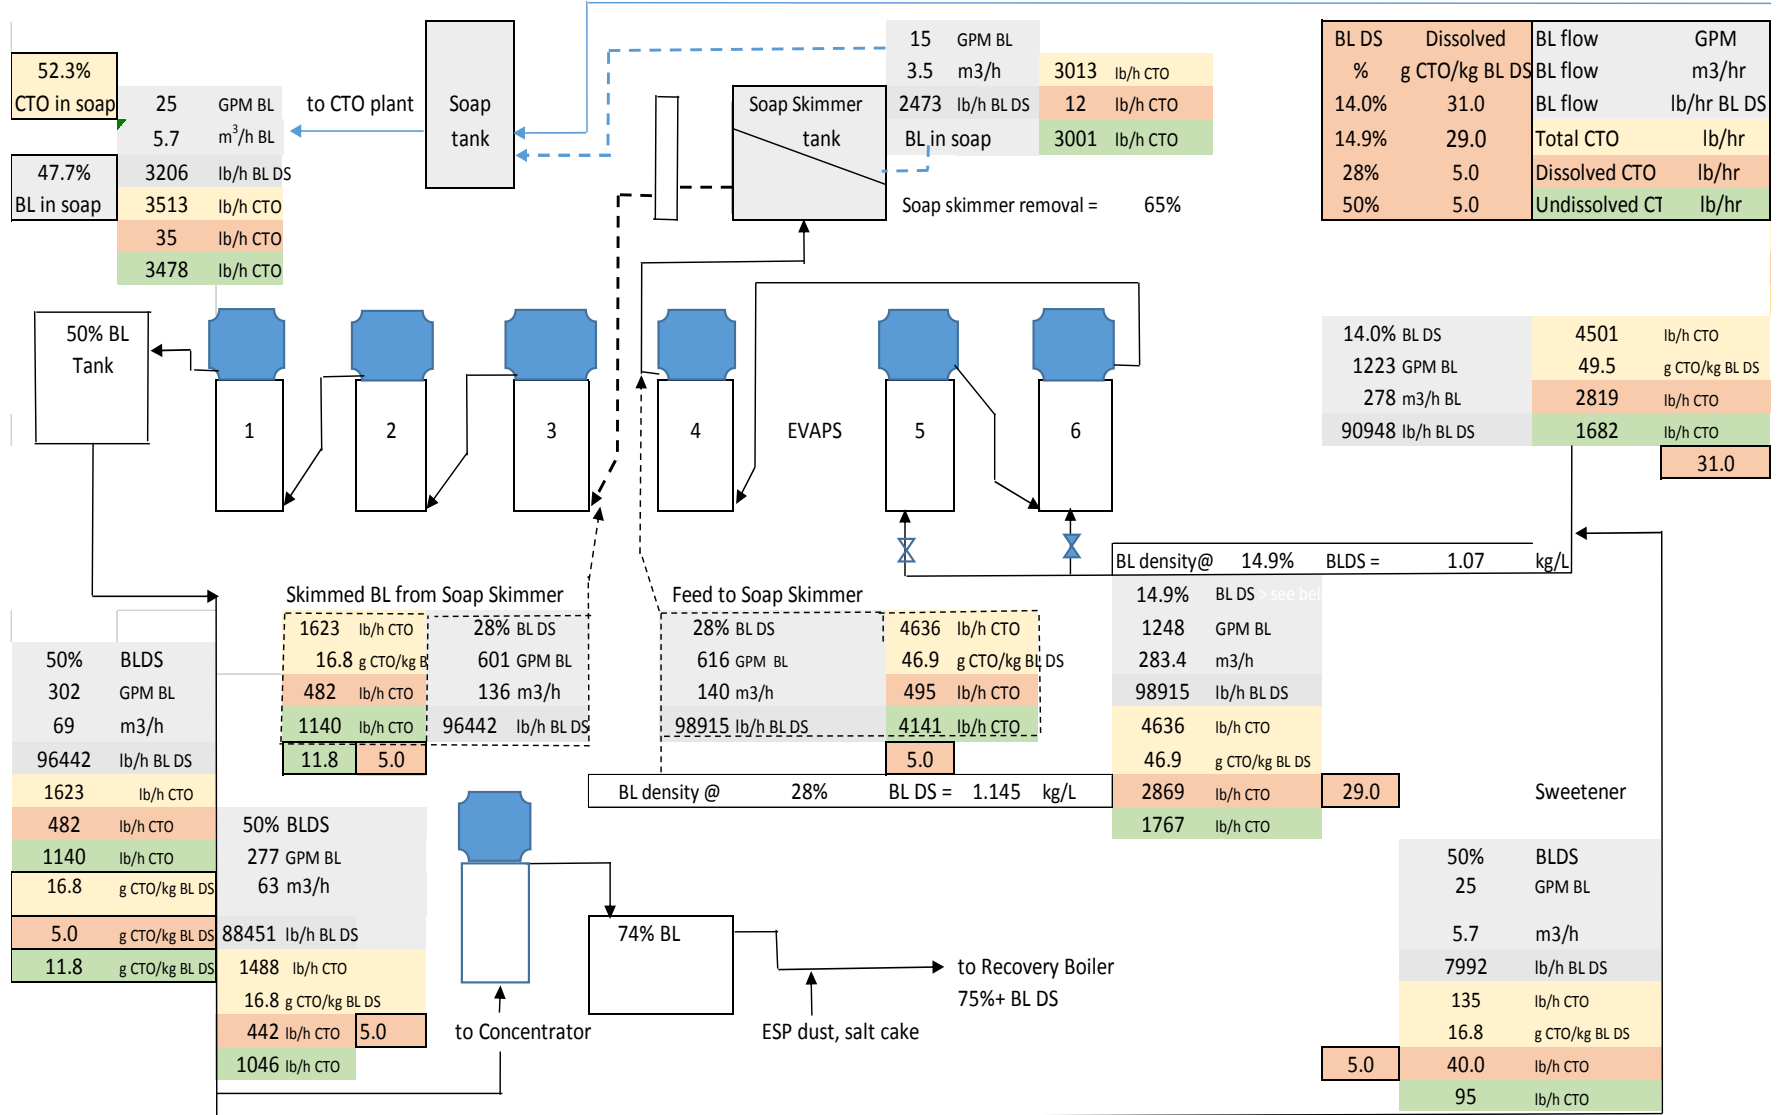 52.3%
CTO in soap
47.7%
BL in soap
25 GPM BL
5.7 m³/h BL
3206 lb/h BL DS
3513 lb/h CTO
35 lb/h CTO
3478 lb/h CTO
to CTO plant
Soap
tank
Soap Skimmer
tank
15 GPM BL
3.5 m3/h
2473 lb/h BL DS
BL in soap
3013 lb/h CTO
12 lb/h CTO
3001 lb/h CTO
Soap skimmer removal = 65%
BL DS Dissolved BL flow GPM
% g CTO/kg BL DS BL flow m3/hr
14.0% 31.0 BL flow lb/hr BL DS
14.9% 29.0 Total CTO lb/hr
28% 5.0 Dissolved CTO lb/hr
50% 5.0 Undissolved CT lb/hr
50% BL
Tank
1
2
3
4
EVAPS
5
6
14.0% BL DS 4501 lb/h CTO
1223 GPM BL 49.5 g CTO/kg BL DS
278 m3/h BL 2819 lb/h CTO
90948 lb/h BL DS 1682 lb/h CTO
31.0
BL density@ 14.9% BLDS = 1.07 kg/L
14.9% BL DS > see bel
1248 GPM BL
283.4 m3/h
98915 lb/h BL DS
4636 lb/h CTO
46.9 g CTO/kg BL DS
2869 lb/h CTO 29.0
1767 lb/h CTO
Skimmed BL from Soap Skimmer
1623 lb/h CTO 28% BL DS
16.8 g CTO/kg B 601 GPM BL
482 lb/h CTO 136 m3/h
1140 lb/h CTO 96442 lb/h BL DS
11.8 5.0
Feed to Soap Skimmer
28% BL DS 4636 lb/h CTO
616 GPM BL 46.9 g CTO/kg BL DS
140 m3/h 495 lb/h CTO
98915 lb/h BL DS 4141 lb/h CTO
5.0
BL density @ 28% BL DS = 1.145 kg/L
50% BLDS
302 GPM BL
69 m3/h
96442 lb/h BL DS
1623 lb/h CTO
482 lb/h CTO
1140 lb/h CTO
16.8 g CTO/kg BL DS
5.0 g CTO/kg BL DS
11.8 g CTO/kg BL DS
50% BLDS
277 GPM BL
63 m3/h
88451 lb/h BL DS
1488 lb/h CTO
16.8 g CTO/kg BL DS
442 lb/h CTO 5.0
1046 lb/h CTO
to Concentrator
74% BL
ESP dust, salt cake
to Recovery Boiler
75%+ BL DS
Sweetener
50% BLDS
25 GPM BL
5.7 m3/h
7992 lb/h BL DS
135 lb/h CTO
16.8 g CTO/kg BL DS
5.0 40.0 lb/h CTO
95 lb/h CTO